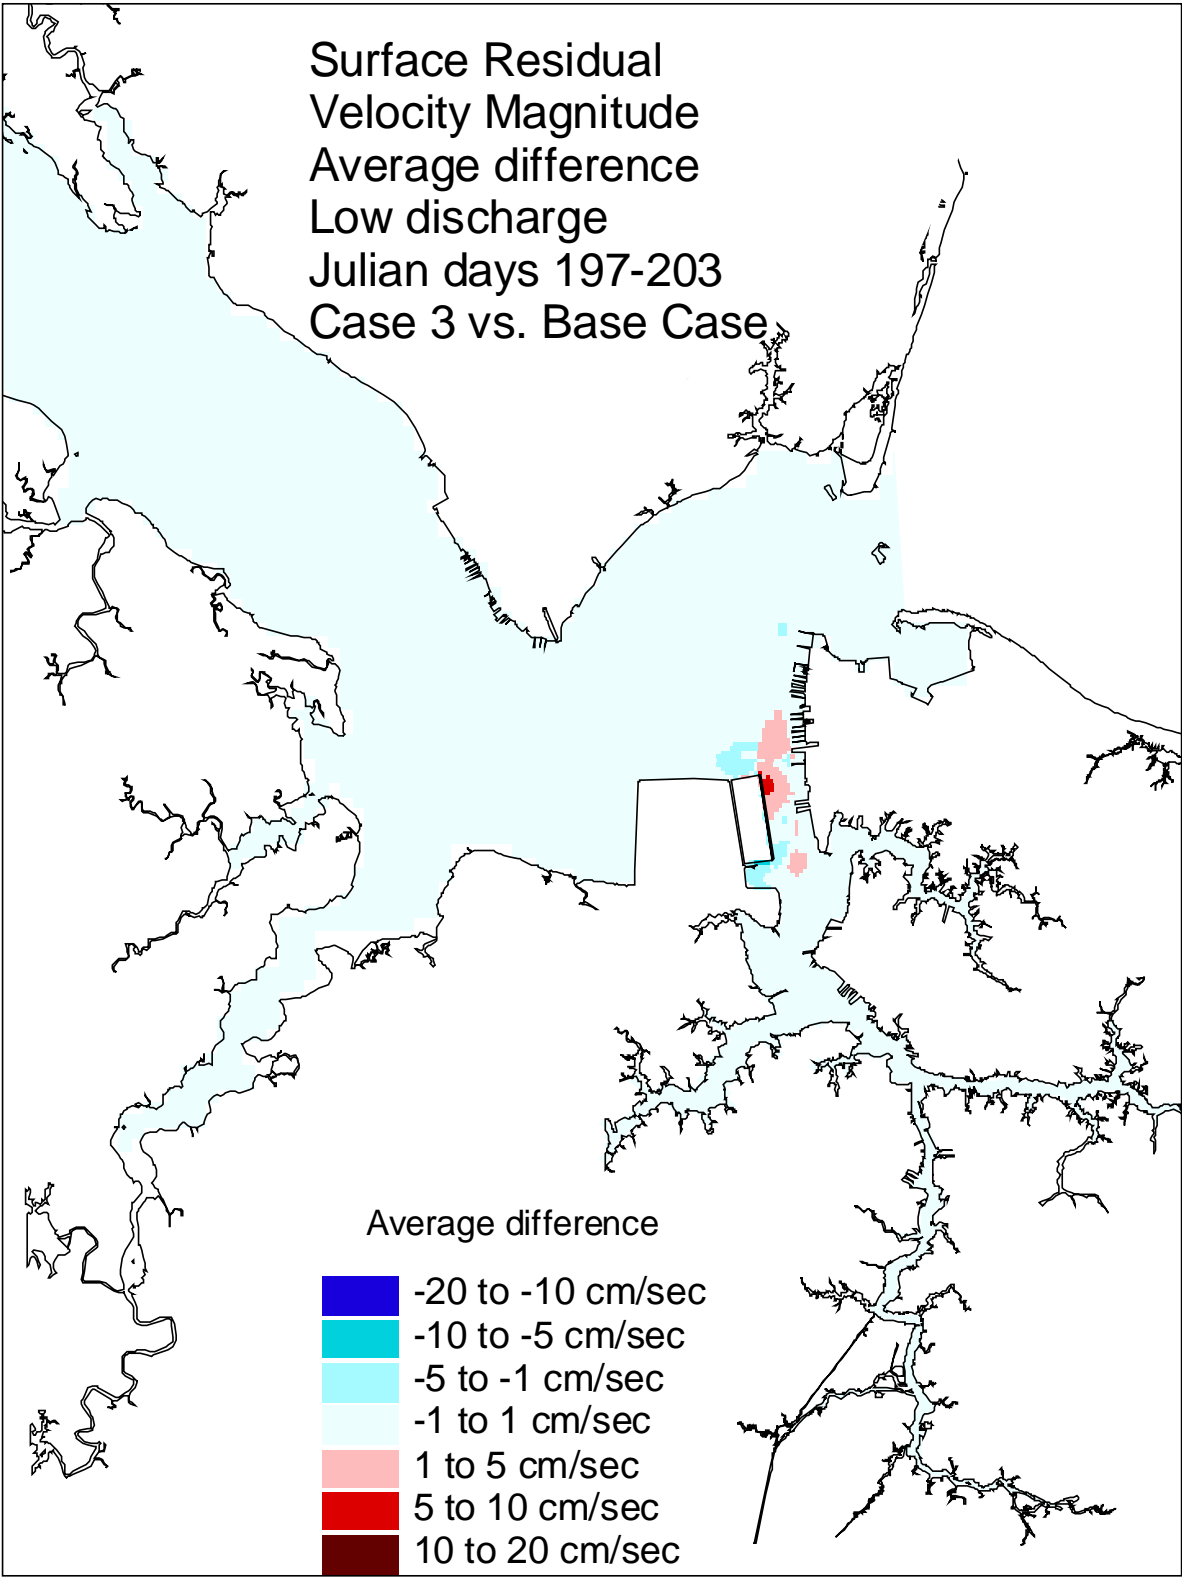 Surface Residual
Velocity Magnitude
Average difference
Low discharge
Julian days 197-203
Case 3 vs. Base Case
Average difference
-20 to -10 cm/sec
-10 to -5 cm/sec
-5 to -1 cm/sec
-1 to 1 cm/sec
1 to 5 cm/sec
5 to 10 cm/sec
10 to 20 cm/sec